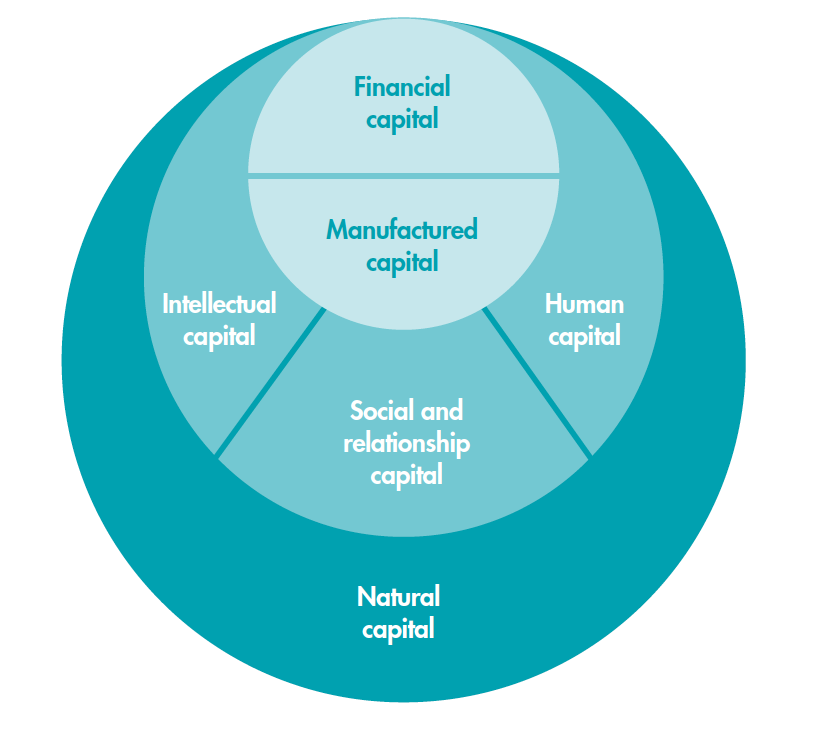 Financial
capital
Manufactured
capital
Intellectual
capital
Human
capital
Social and
relationship
capital
Natural
capital